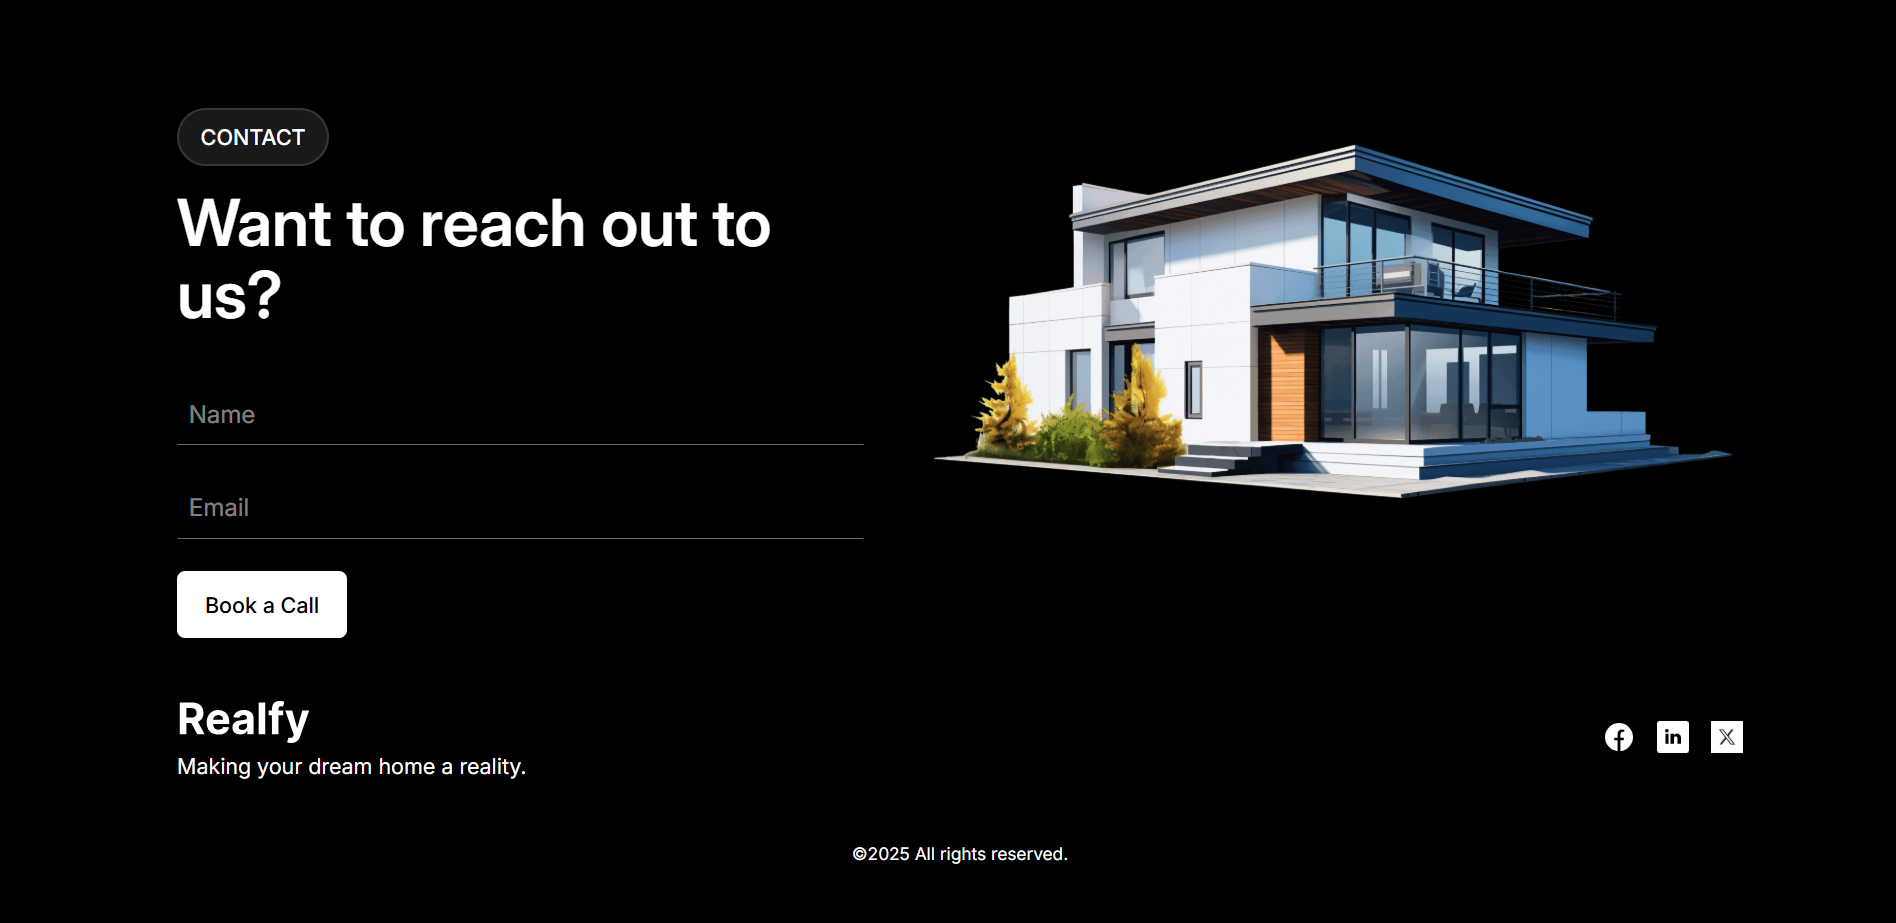 CONTACT
Want to reach out to
us?
Name
Email
Book a Call
Realfy
Making your dream home a reality.
©2025 All rights reserved.